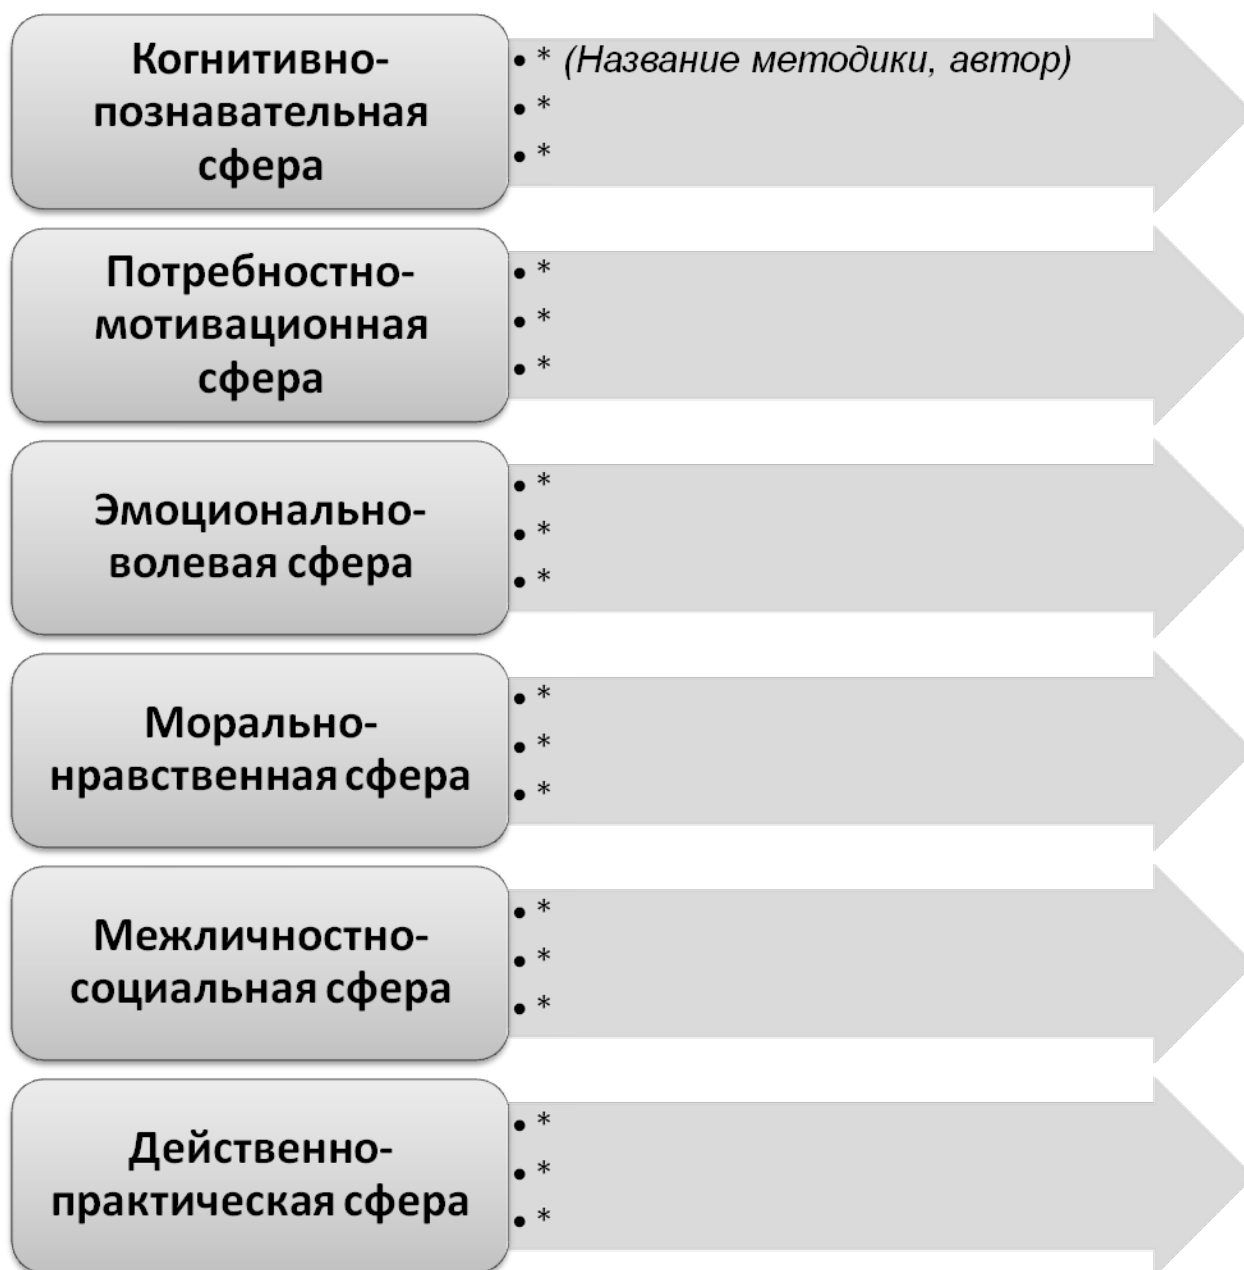 Когнитивно-
познавательная
сфера
• * (Название методики, автор)
• *
• *
Потребностно-
мотивационная
сфера
• *
• *
• *
Эмоционально-
волевая сфера
• *
• *
• *
Морально-
нравственная сфера
• *
• *
• *
Межличностно-
социальная сфера
• *
• *
• *
Действенно-
практическая сфера
• *
• *
• *